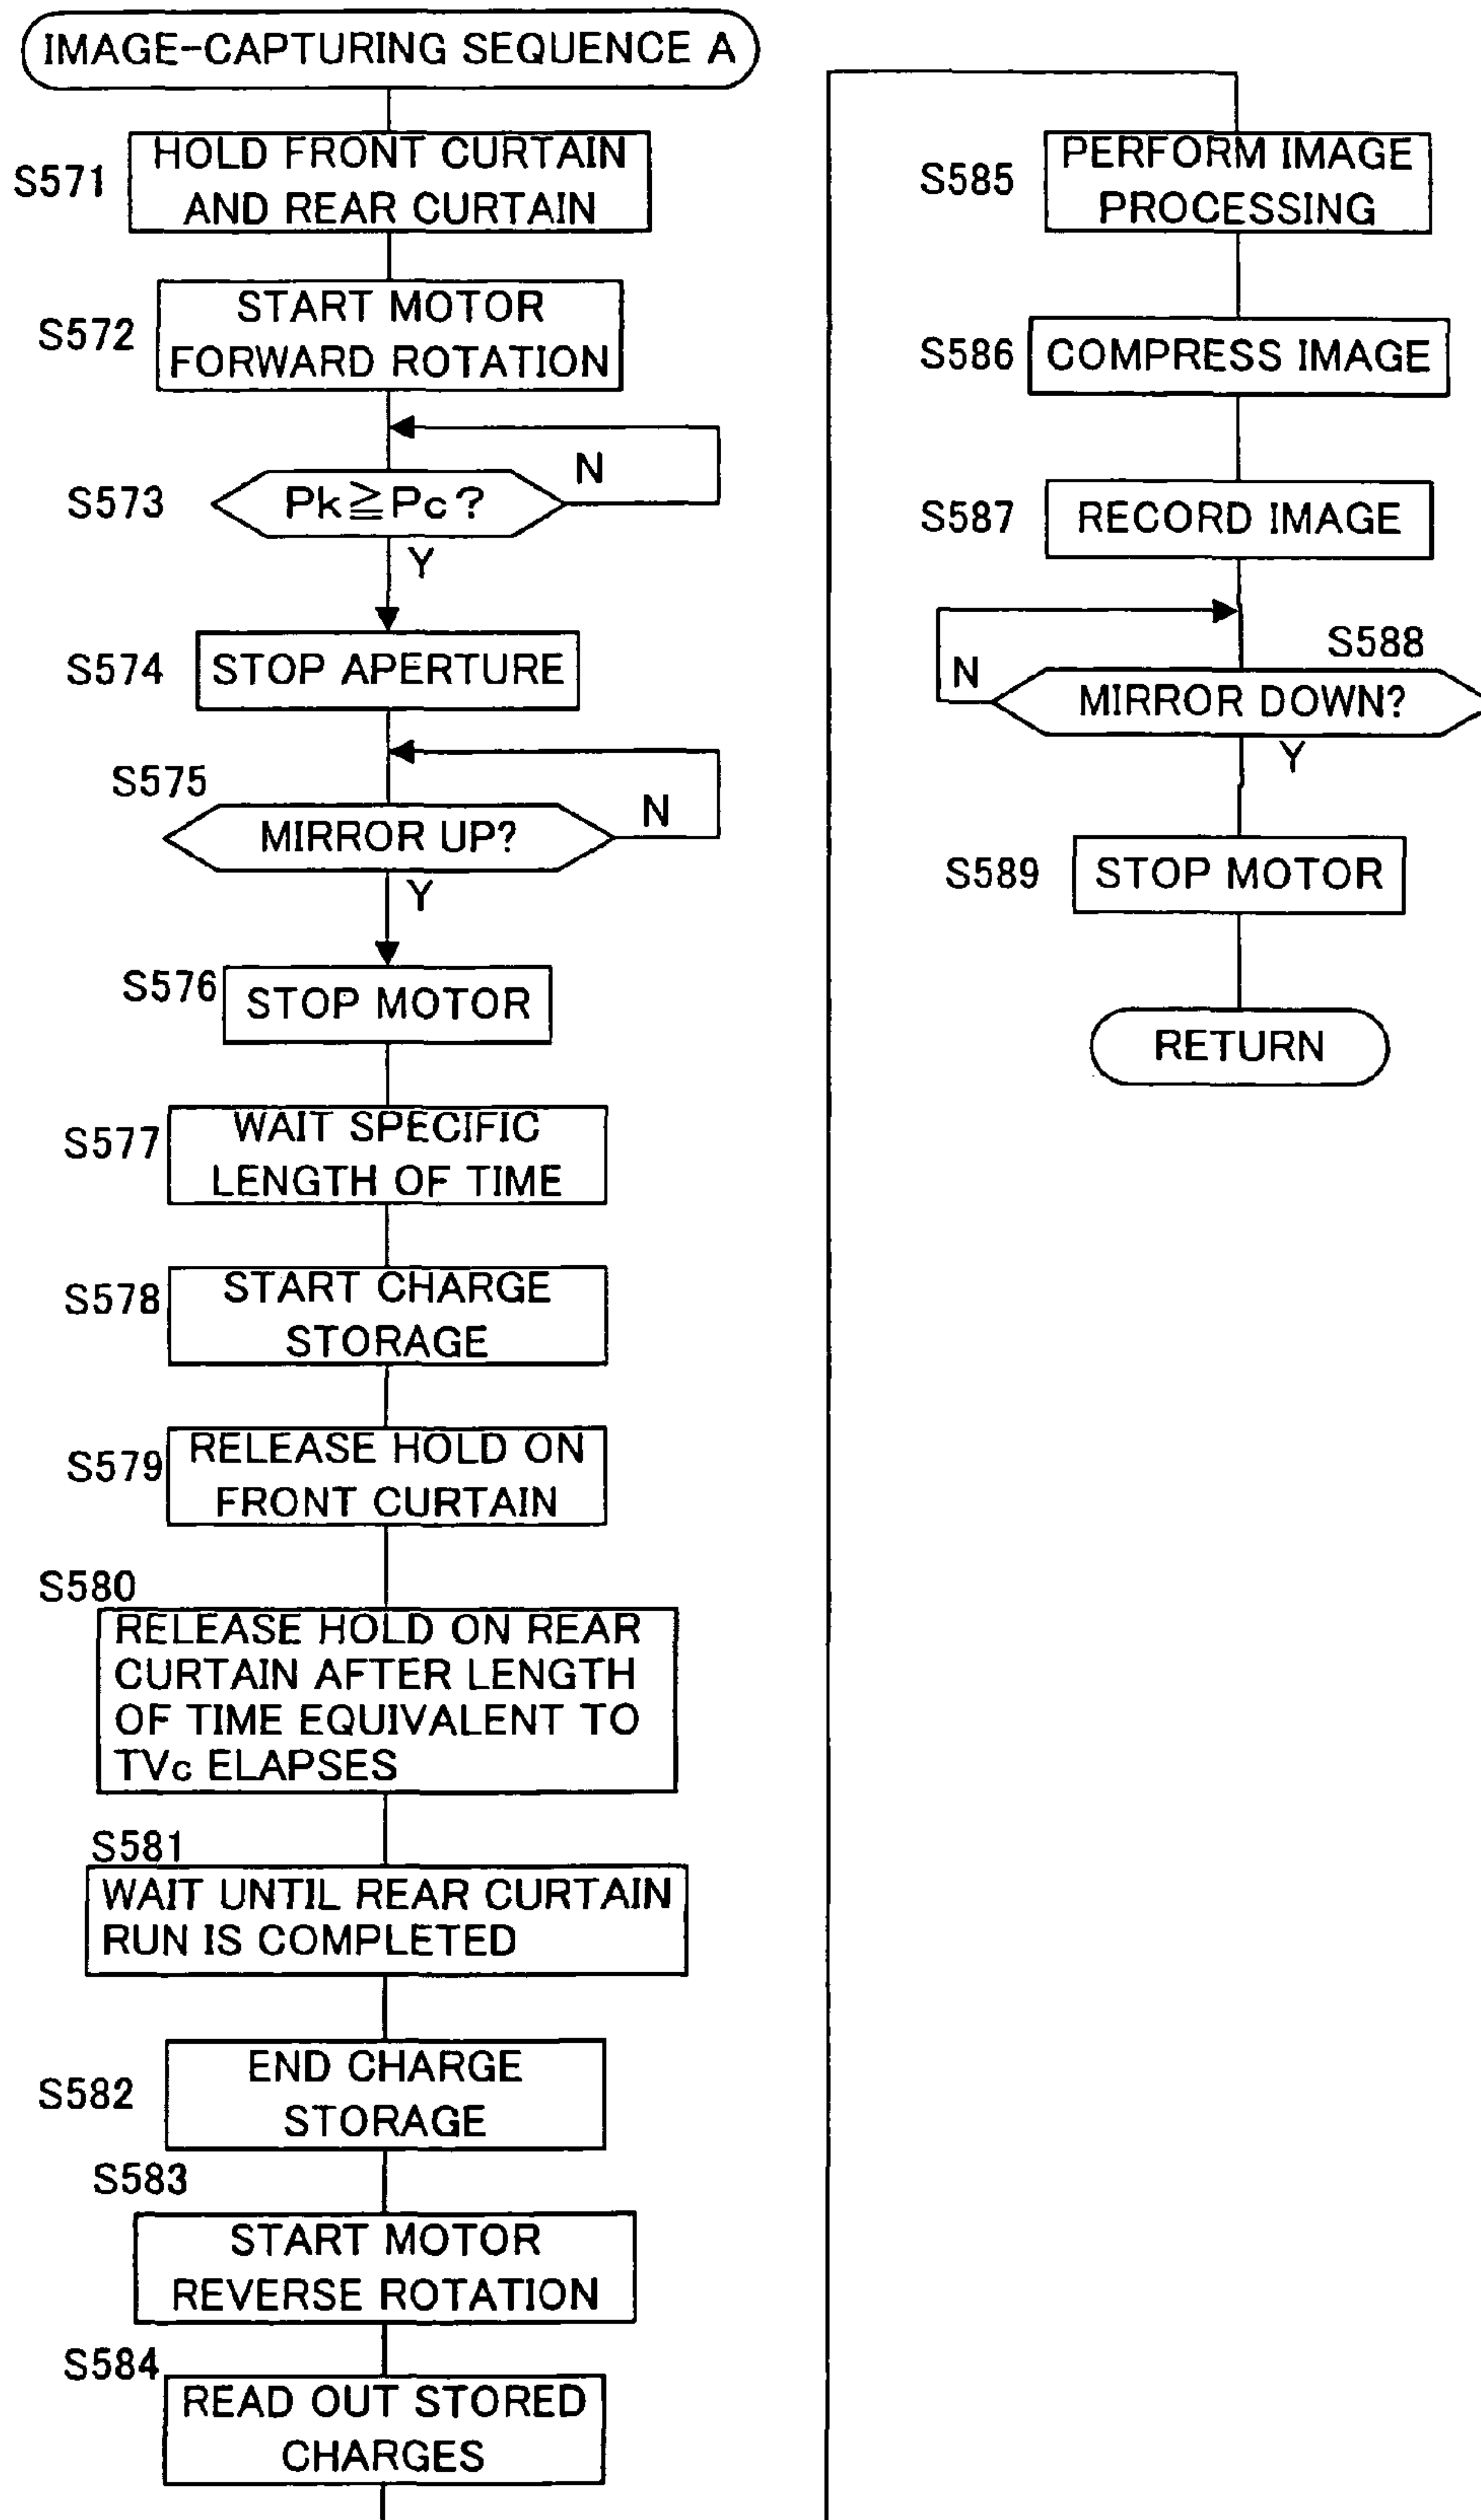 IMAGE-CAPTURING SEQUENCE A
S571
HOLD FRONT CURTAIN
AND REAR CURTAIN
S572
START MOTOR
FORWARD ROTATION
S573
Pk≧Pc?
N
Y
S574
STOP APERTURE
S575
MIRROR UP?
N
Y
S576
STOP MOTOR
S577
WAIT SPECIFIC
LENGTH OF TIME
S578
START CHARGE
STORAGE
S579
RELEASE HOLD ON
FRONT CURTAIN
S580
RELEASE HOLD ON REAR
CURTAIN AFTER LENGTH
OF TIME EQUIVALENT TO
TVc ELAPSES
S581
WAIT UNTIL REAR CURTAIN
RUN IS COMPLETED
S582
END CHARGE
STORAGE
S583
START MOTOR
REVERSE ROTATION
S584
READ OUT STORED
CHARGES
S585
PERFORM IMAGE
PROCESSING
S586
COMPRESS IMAGE
S587
RECORD IMAGE
S588
N
MIRROR DOWN?
Y
S589
STOP MOTOR
RETURN